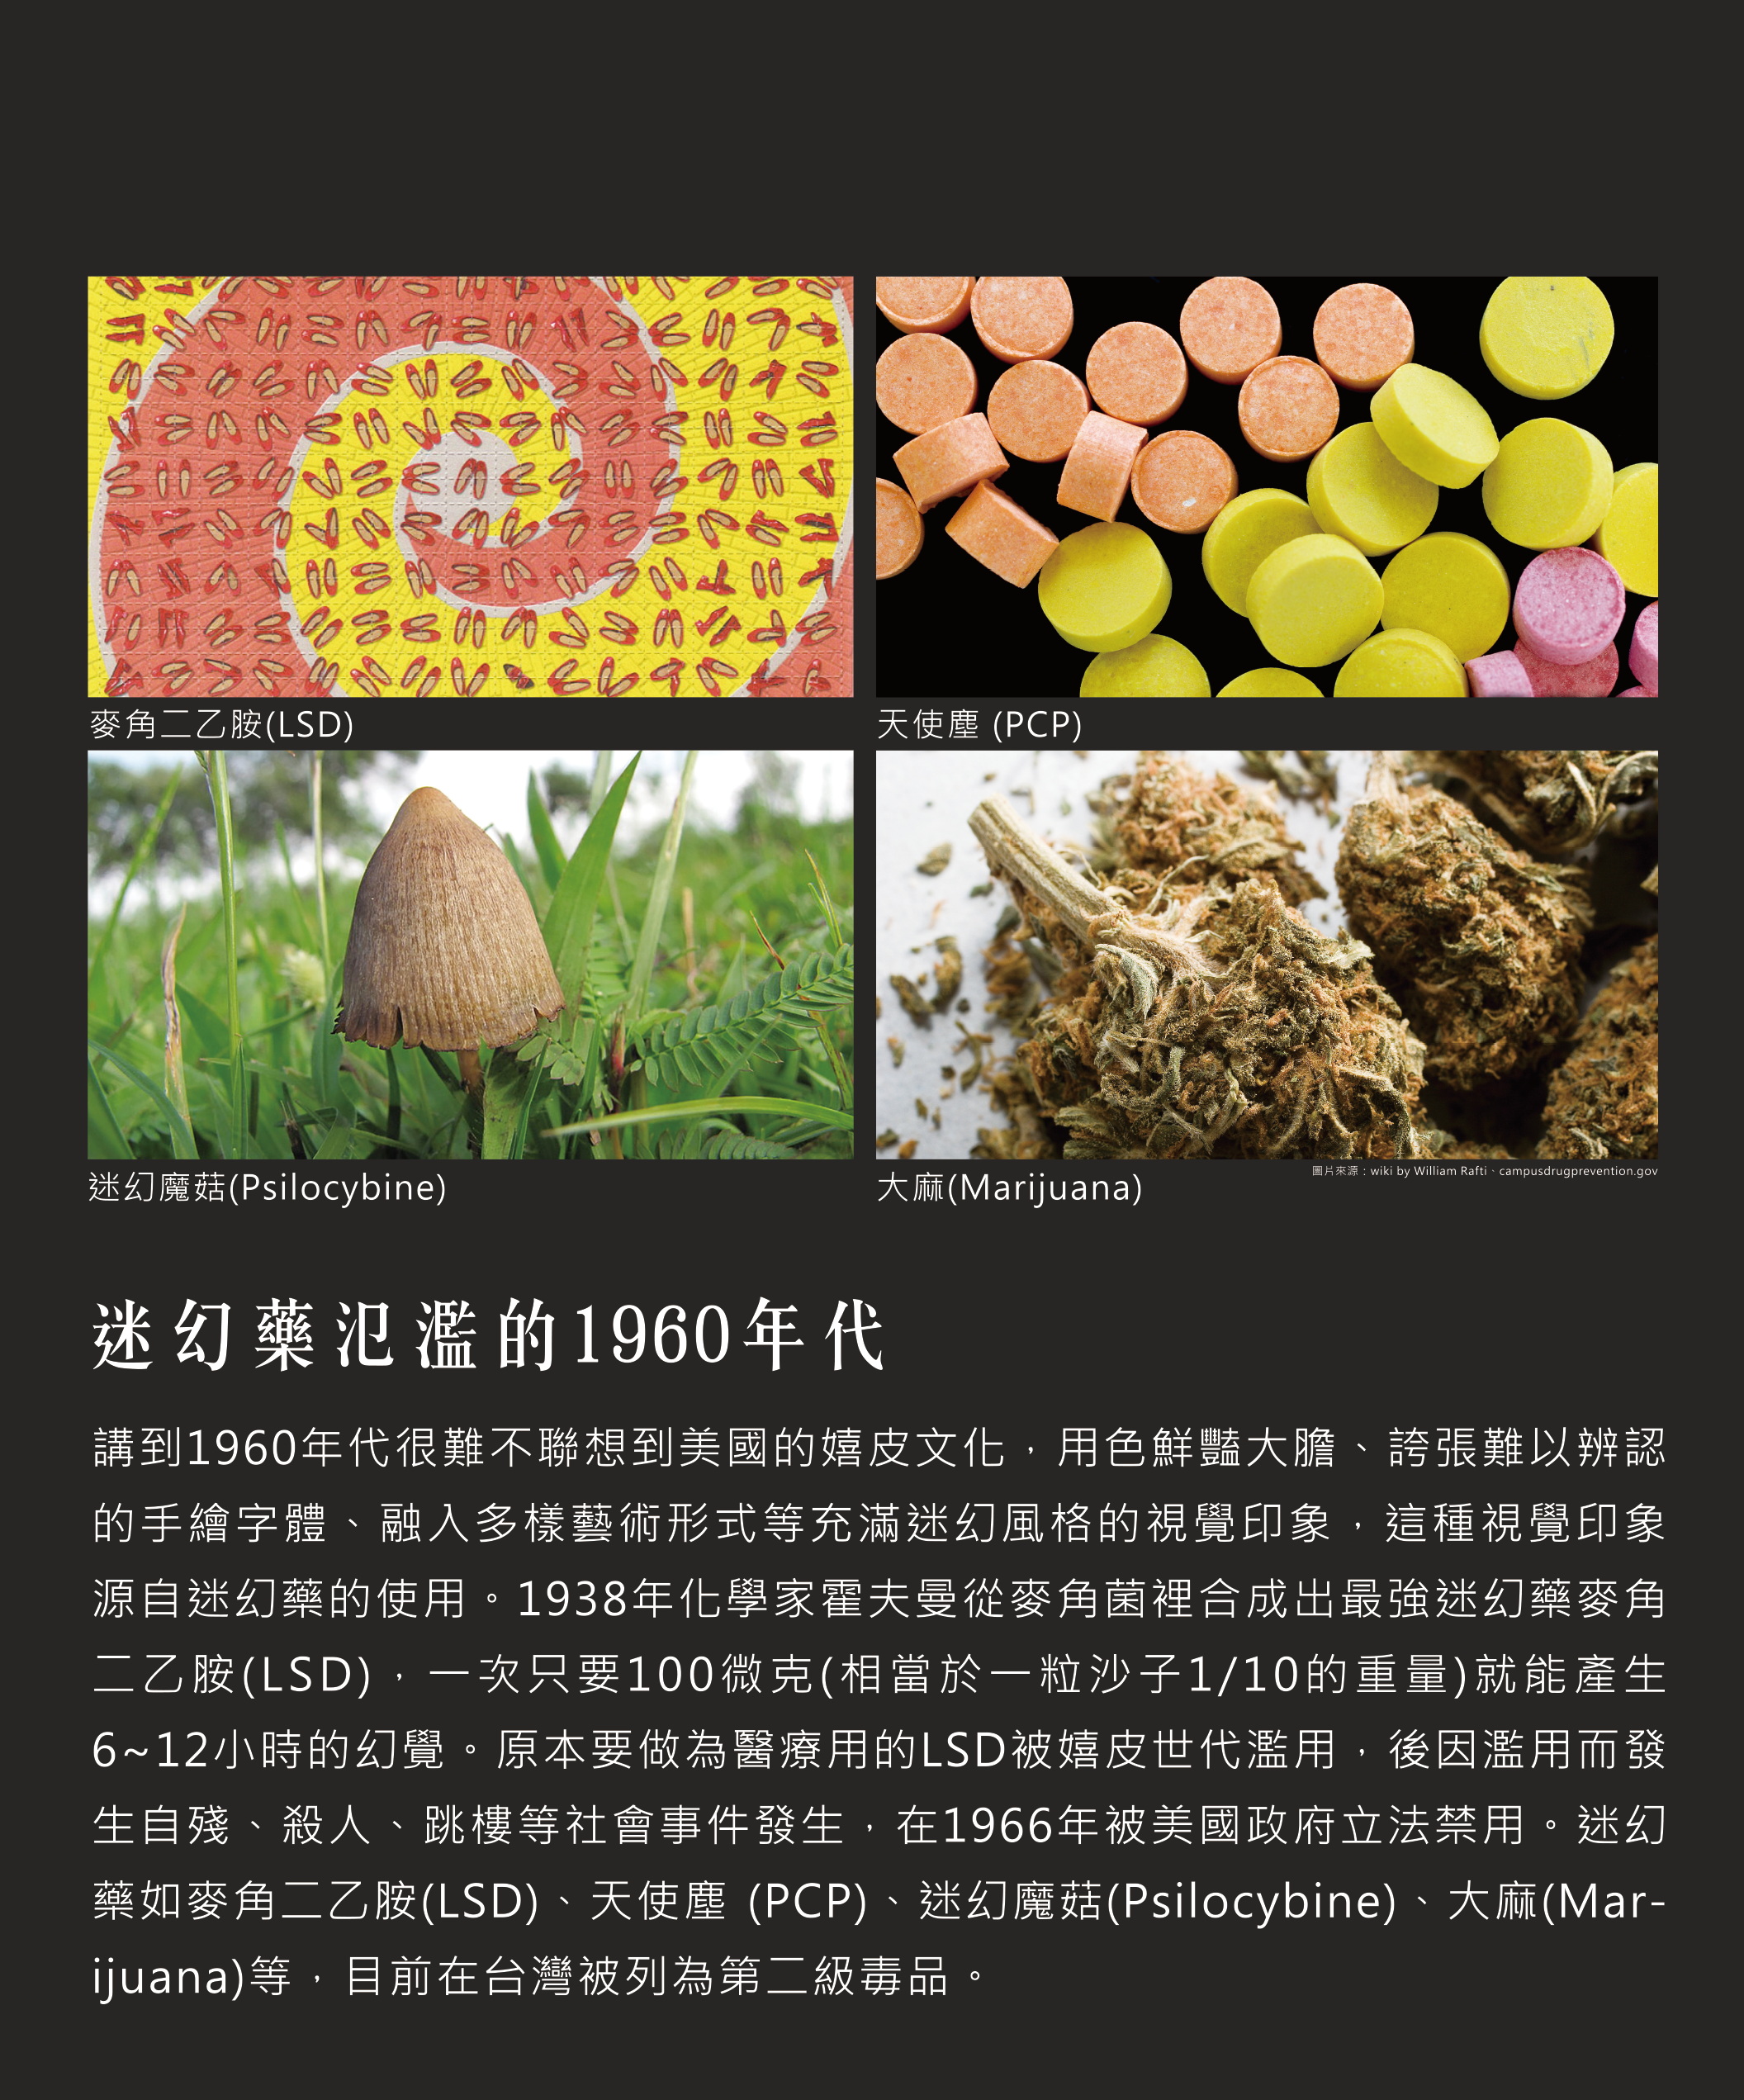 麥角二乙胺(LSD)
天使塵 (PCP)
迷幻魔菇(Psilocybine)
大麻(Marijuana)
圖片來源：wiki by William Rafti、campusdrugprevention.gov
迷幻藥氾濫的1960年代
講到1960年代很難不聯想到美國的嬉皮文化，用色鮮豔大膽、誇張難以辨認
的手繪字體、融入多樣藝術形式等充滿迷幻風格的視覺印象，這種視覺印象
源自迷幻藥的使用。1938年化學家霍夫曼從麥角菌裡合成出最強迷幻藥麥角
二乙胺(LSD)，一次只要100微克(相當於一粒沙子1/10的重量)就能產生
6~12小時的幻覺。原本要做為醫療用的LSD被嬉皮世代濫用，後因濫用而發
生自殘、殺人、跳樓等社會事件發生，在1966年被美國政府立法禁用。迷幻
藥如麥角二乙胺(LSD)、天使塵 (PCP)、迷幻魔菇(Psilocybine)、大麻(Mar-
ijuana)等，目前在台灣被列為第二級毒品。